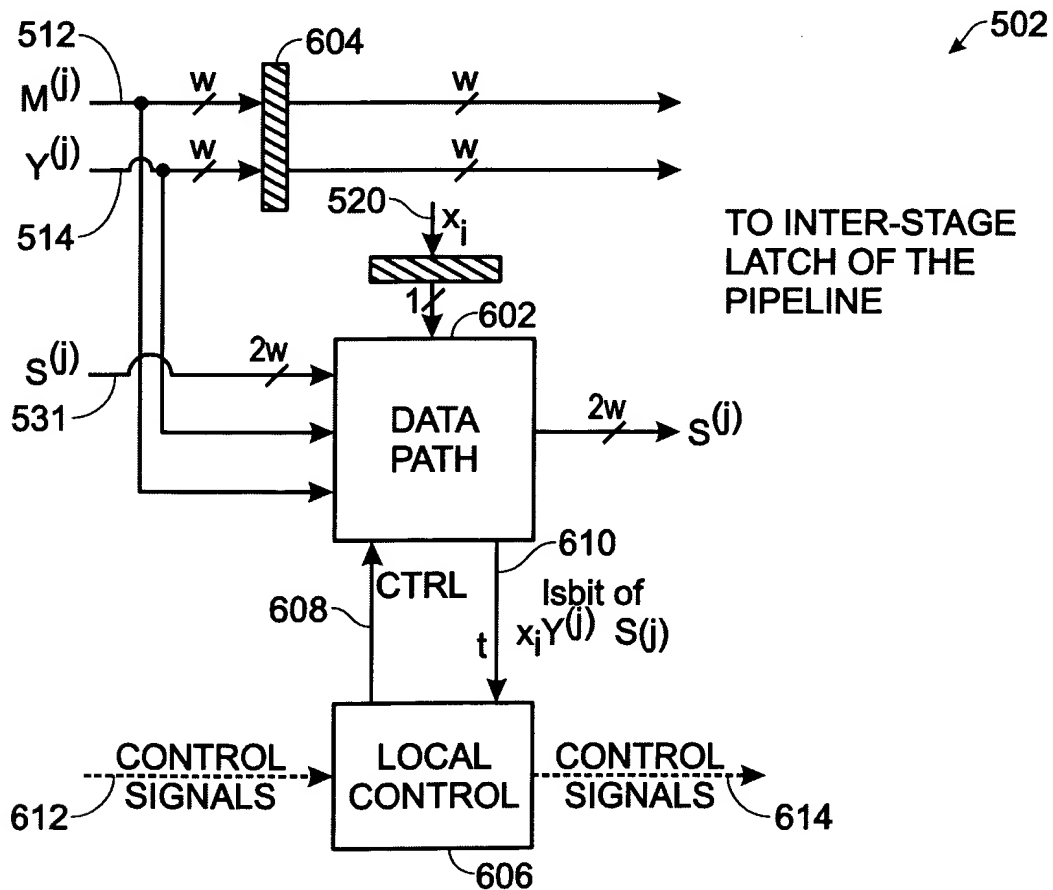 512
604
502
M(j)
w
w
Y(j)
w
w
514
520
xi
TO INTER-STAGE
LATCH OF THE
PIPELINE
1
602
S(j)
2w
531
DATA
PATH
2w
S(j)
610
CTRL
608
lsbit of
xiY(j) S(j)
t
CONTROL
SIGNALS
LOCAL
CONTROL
CONTROL
SIGNALS
612
614
606